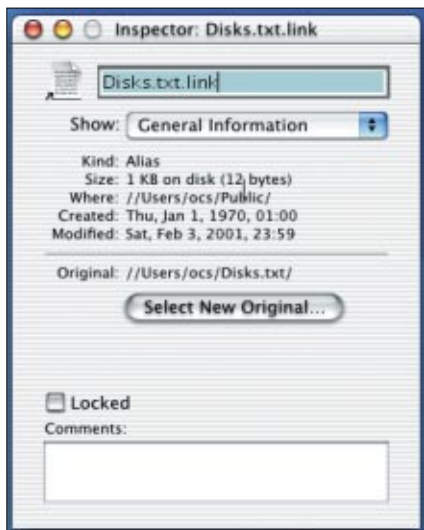 Inspector: Disks.txt.link
Disks.txt.link
Show: General Information
Kind: Alias
Size: 1 KB on disk (12 bytes)
Where: //Users/ocs/Public/
Created: Thu, Jan 1, 1970, 01:00
Modified: Sat, Feb 3, 2001, 23:59
Original: //Users/ocs/Disks.txt/
Select New Original...
Locked
Comments: